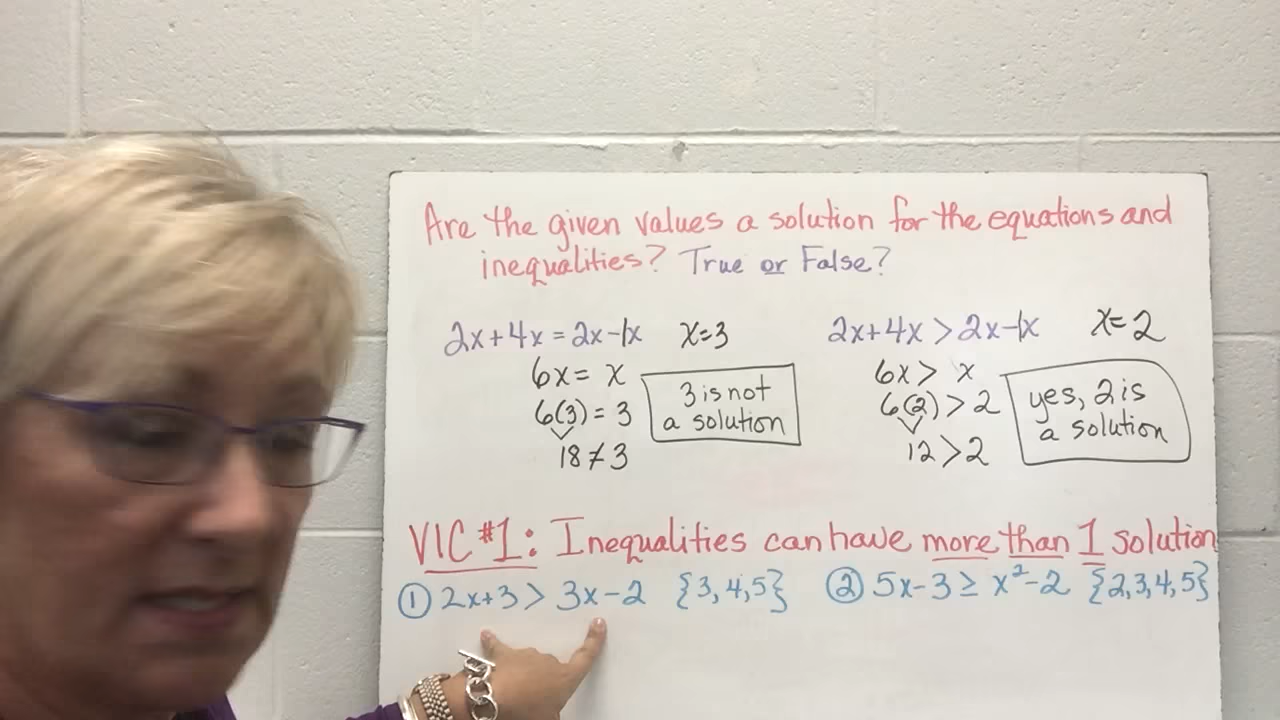 Are the given values a solution for the equations and
inequalities? True or False?
2x+4x=2x-1x x=3
6x= x
6(3)=3
18≠3
3 is not
a solution
2x+4x>2x-1x x=2
6x> x
6(2)>2
12>2
yes, 2 is
a solution
VIC #1: Inequalities can have more than 1 solution
① 2x+3>3x-2 {3,4,5} ② 5x-3≥x²-2 {2,3,4,5}